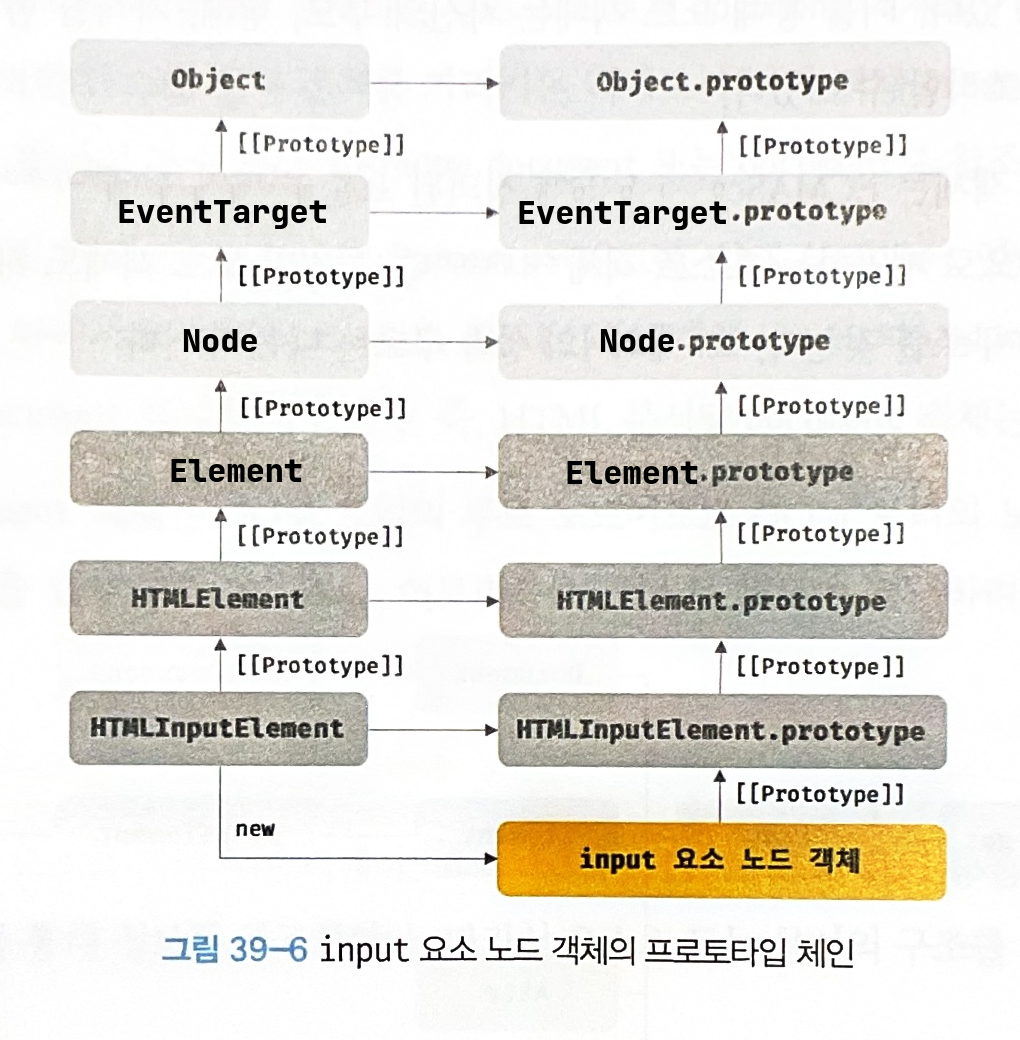 Object Object.prototype
[[Prototype]] [[Prototype]]
EventTarget EventTarget.prototype
[[Prototype]] [[Prototype]]
Node Node.prototype
[[Prototype]] [[Prototype]]
Element Element.prototype
[[Prototype]] [[Prototype]]
HTMLElement HTMLElement.prototype
[[Prototype]] [[Prototype]]
HTMLInputElement HTMLInputElement.prototype
[[Prototype]]
new
input 요소 노드 객체
그림 39-6 input 요소 노드 객체의 프로토타입 체인